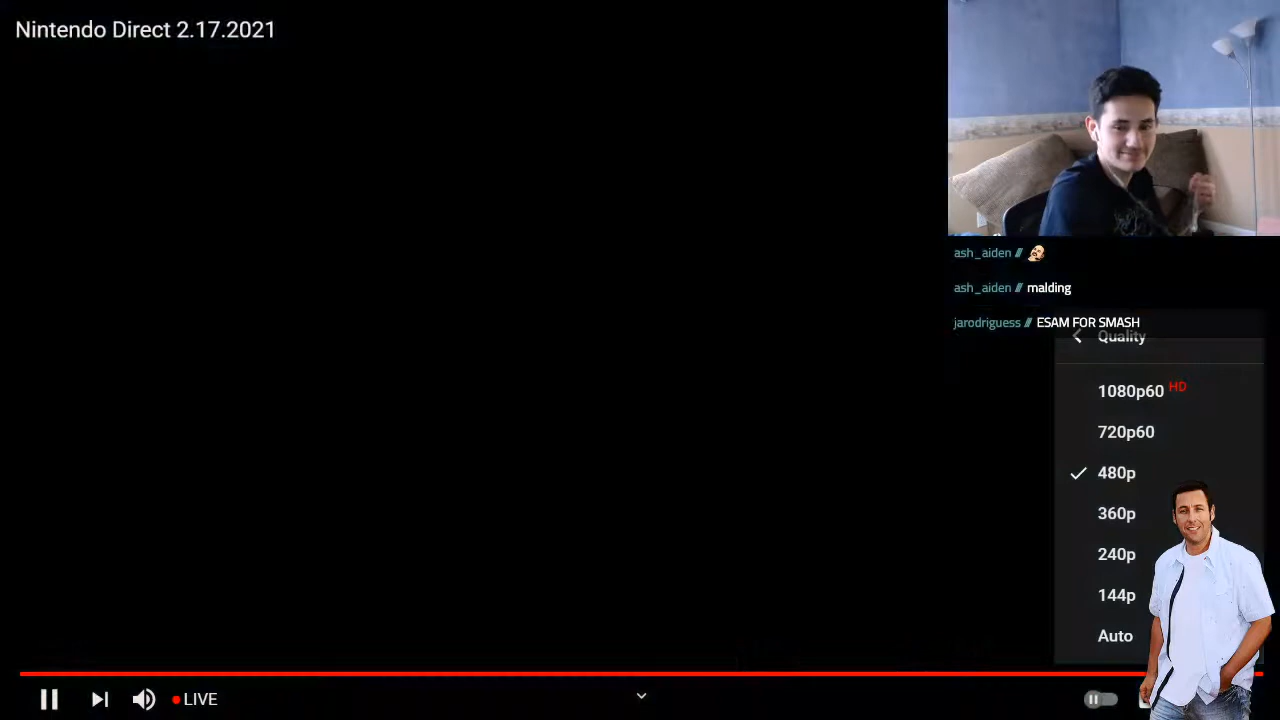 Nintendo Direct 2.17.2021
ash_aiden //
ash_aiden // malding
jarodriguess // ESAM FOR SMASH
Quality
1080p60 HD
720p60
480p
360p
240p
144p
Auto
LIVE